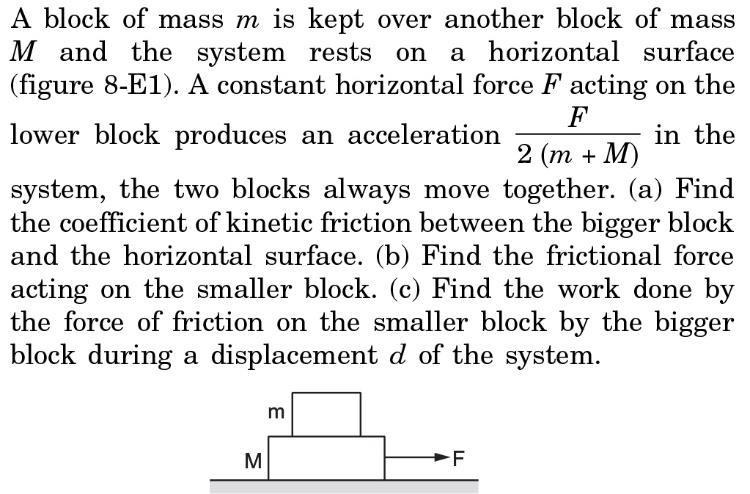 A block of mass m is kept over another block of mass
M and the system rests on a horizontal surface
(figure 8-E1). A constant horizontal force F acting on the
lower block produces an acceleration F / 2 (m + M) in the
system, the two blocks always move together. (a) Find
the coefficient of kinetic friction between the bigger block
and the horizontal surface. (b) Find the frictional force
acting on the smaller block. (c) Find the work done by
the force of friction on the smaller block by the bigger
block during a displacement d of the system.
m
M
F